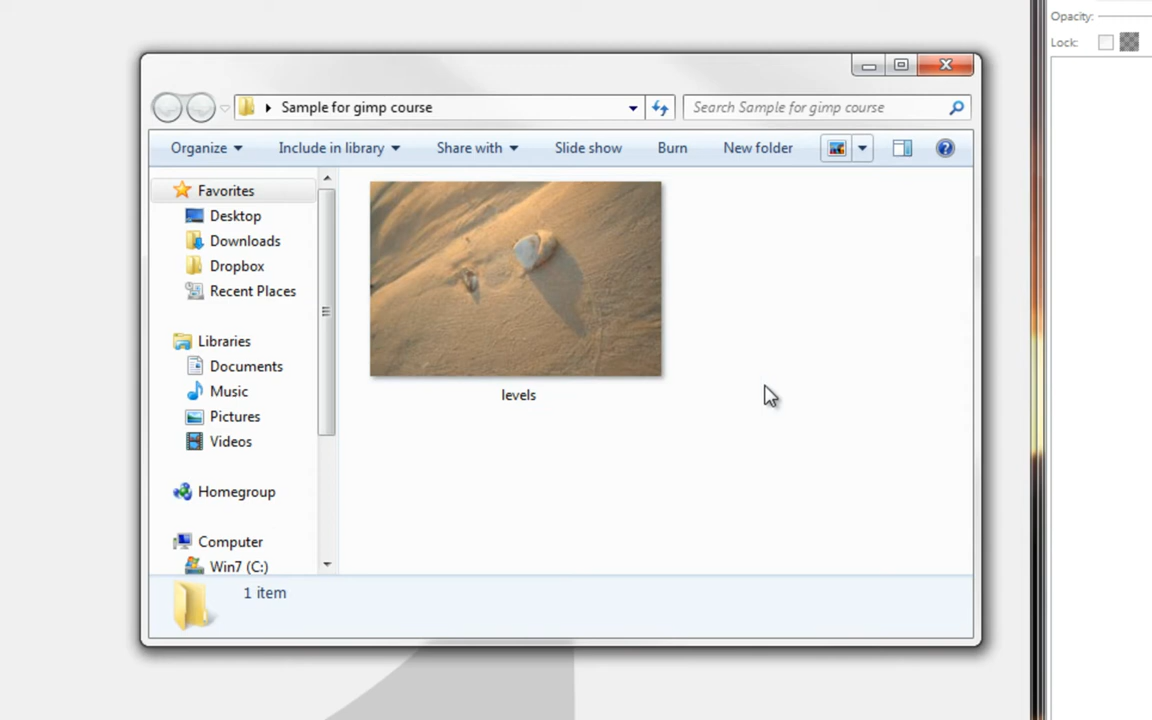 Opacity:
Lock:
Sample for gimp course
Search Sample for gimp course
Organize
Include in library
Share with
Slide show
Burn
New folder
Favorites
Desktop
Downloads
Dropbox
Recent Places
Libraries
Documents
Music
Pictures
Videos
Homegroup
Computer
Win7 (C:)
levels
1 item